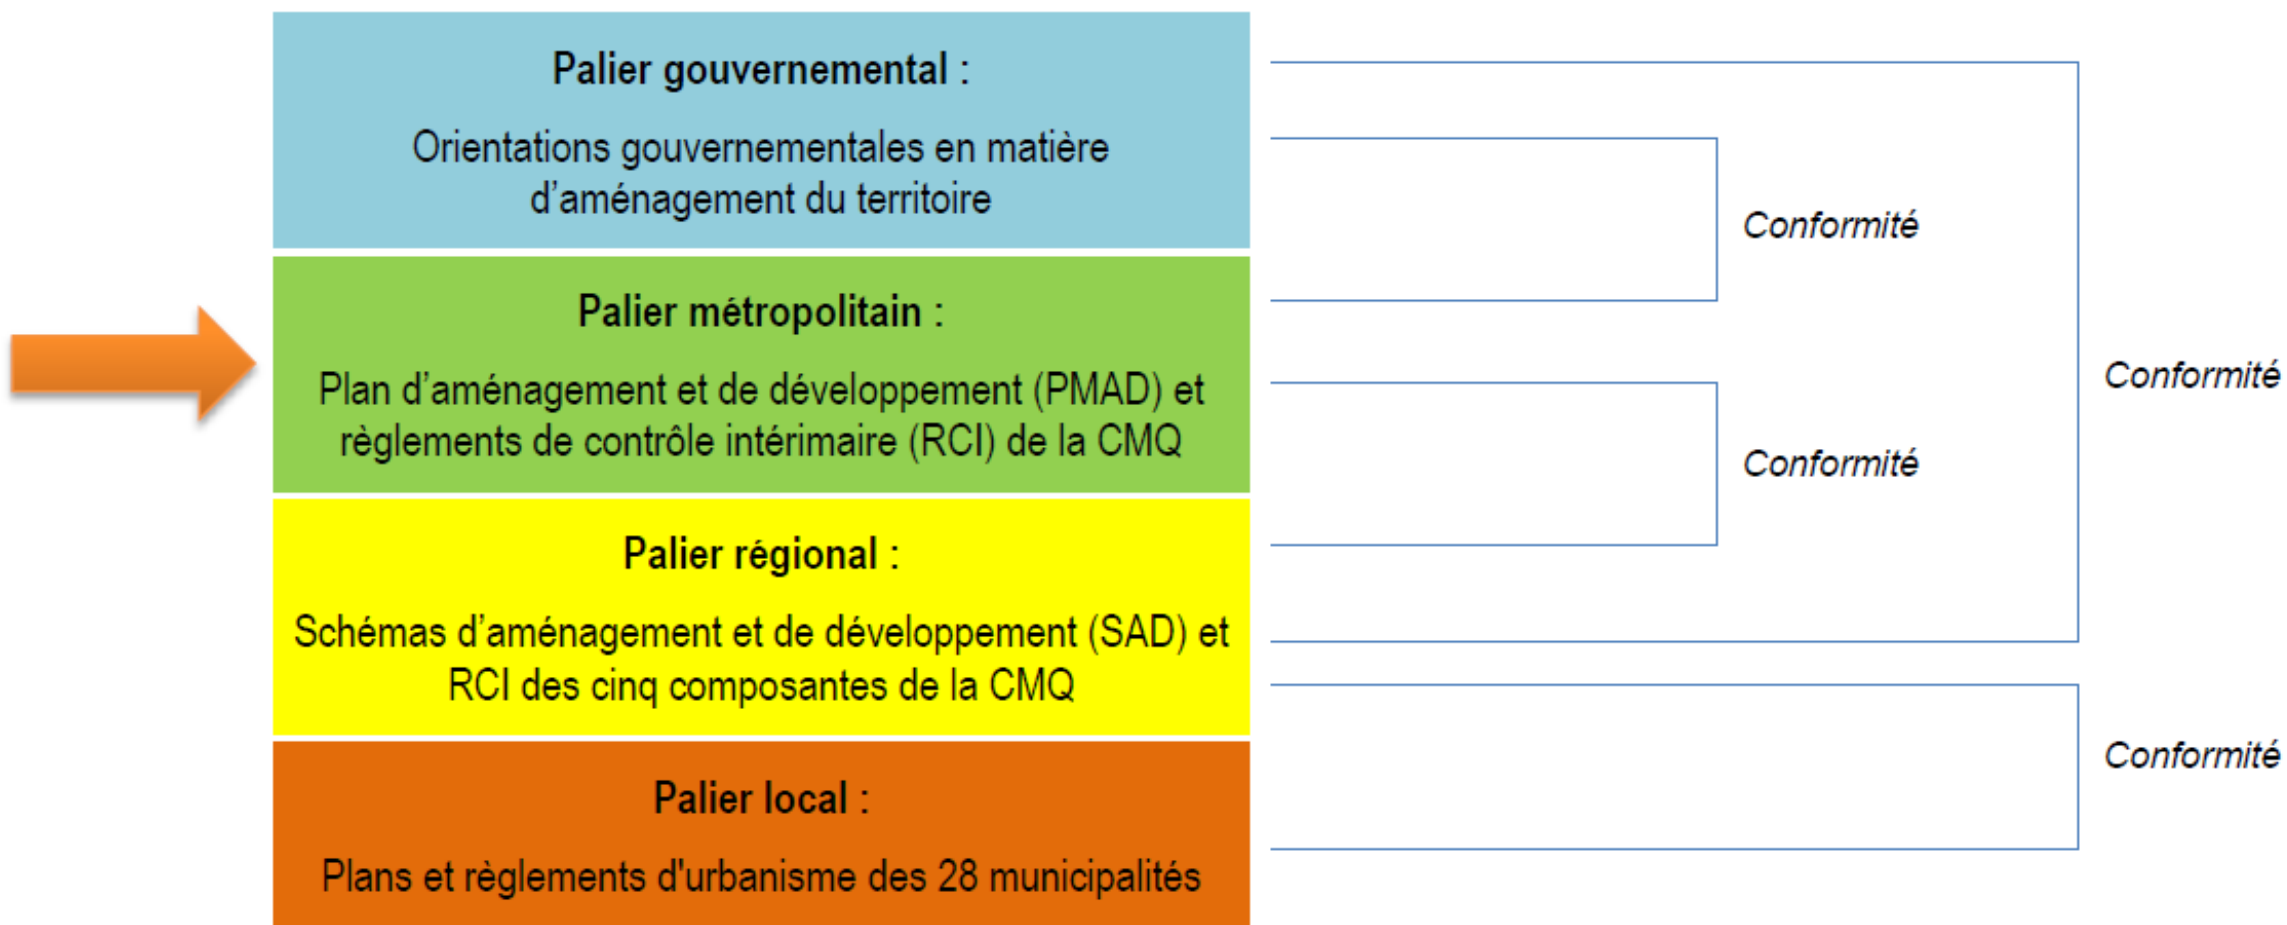 Palier gouvernemental :
Orientations gouvernementales en matière
d’aménagement du territoire
Conformité
Palier métropolitain :
Plan d’aménagement et de développement (PMAD) et
règlements de contrôle intérimaire (RCI) de la CMQ
Conformité
Conformité
Palier régional :
Schémas d’aménagement et de développement (SAD) et
RCI des cinq composantes de la CMQ
Conformité
Palier local :
Plans et règlements d'urbanisme des 28 municipalités